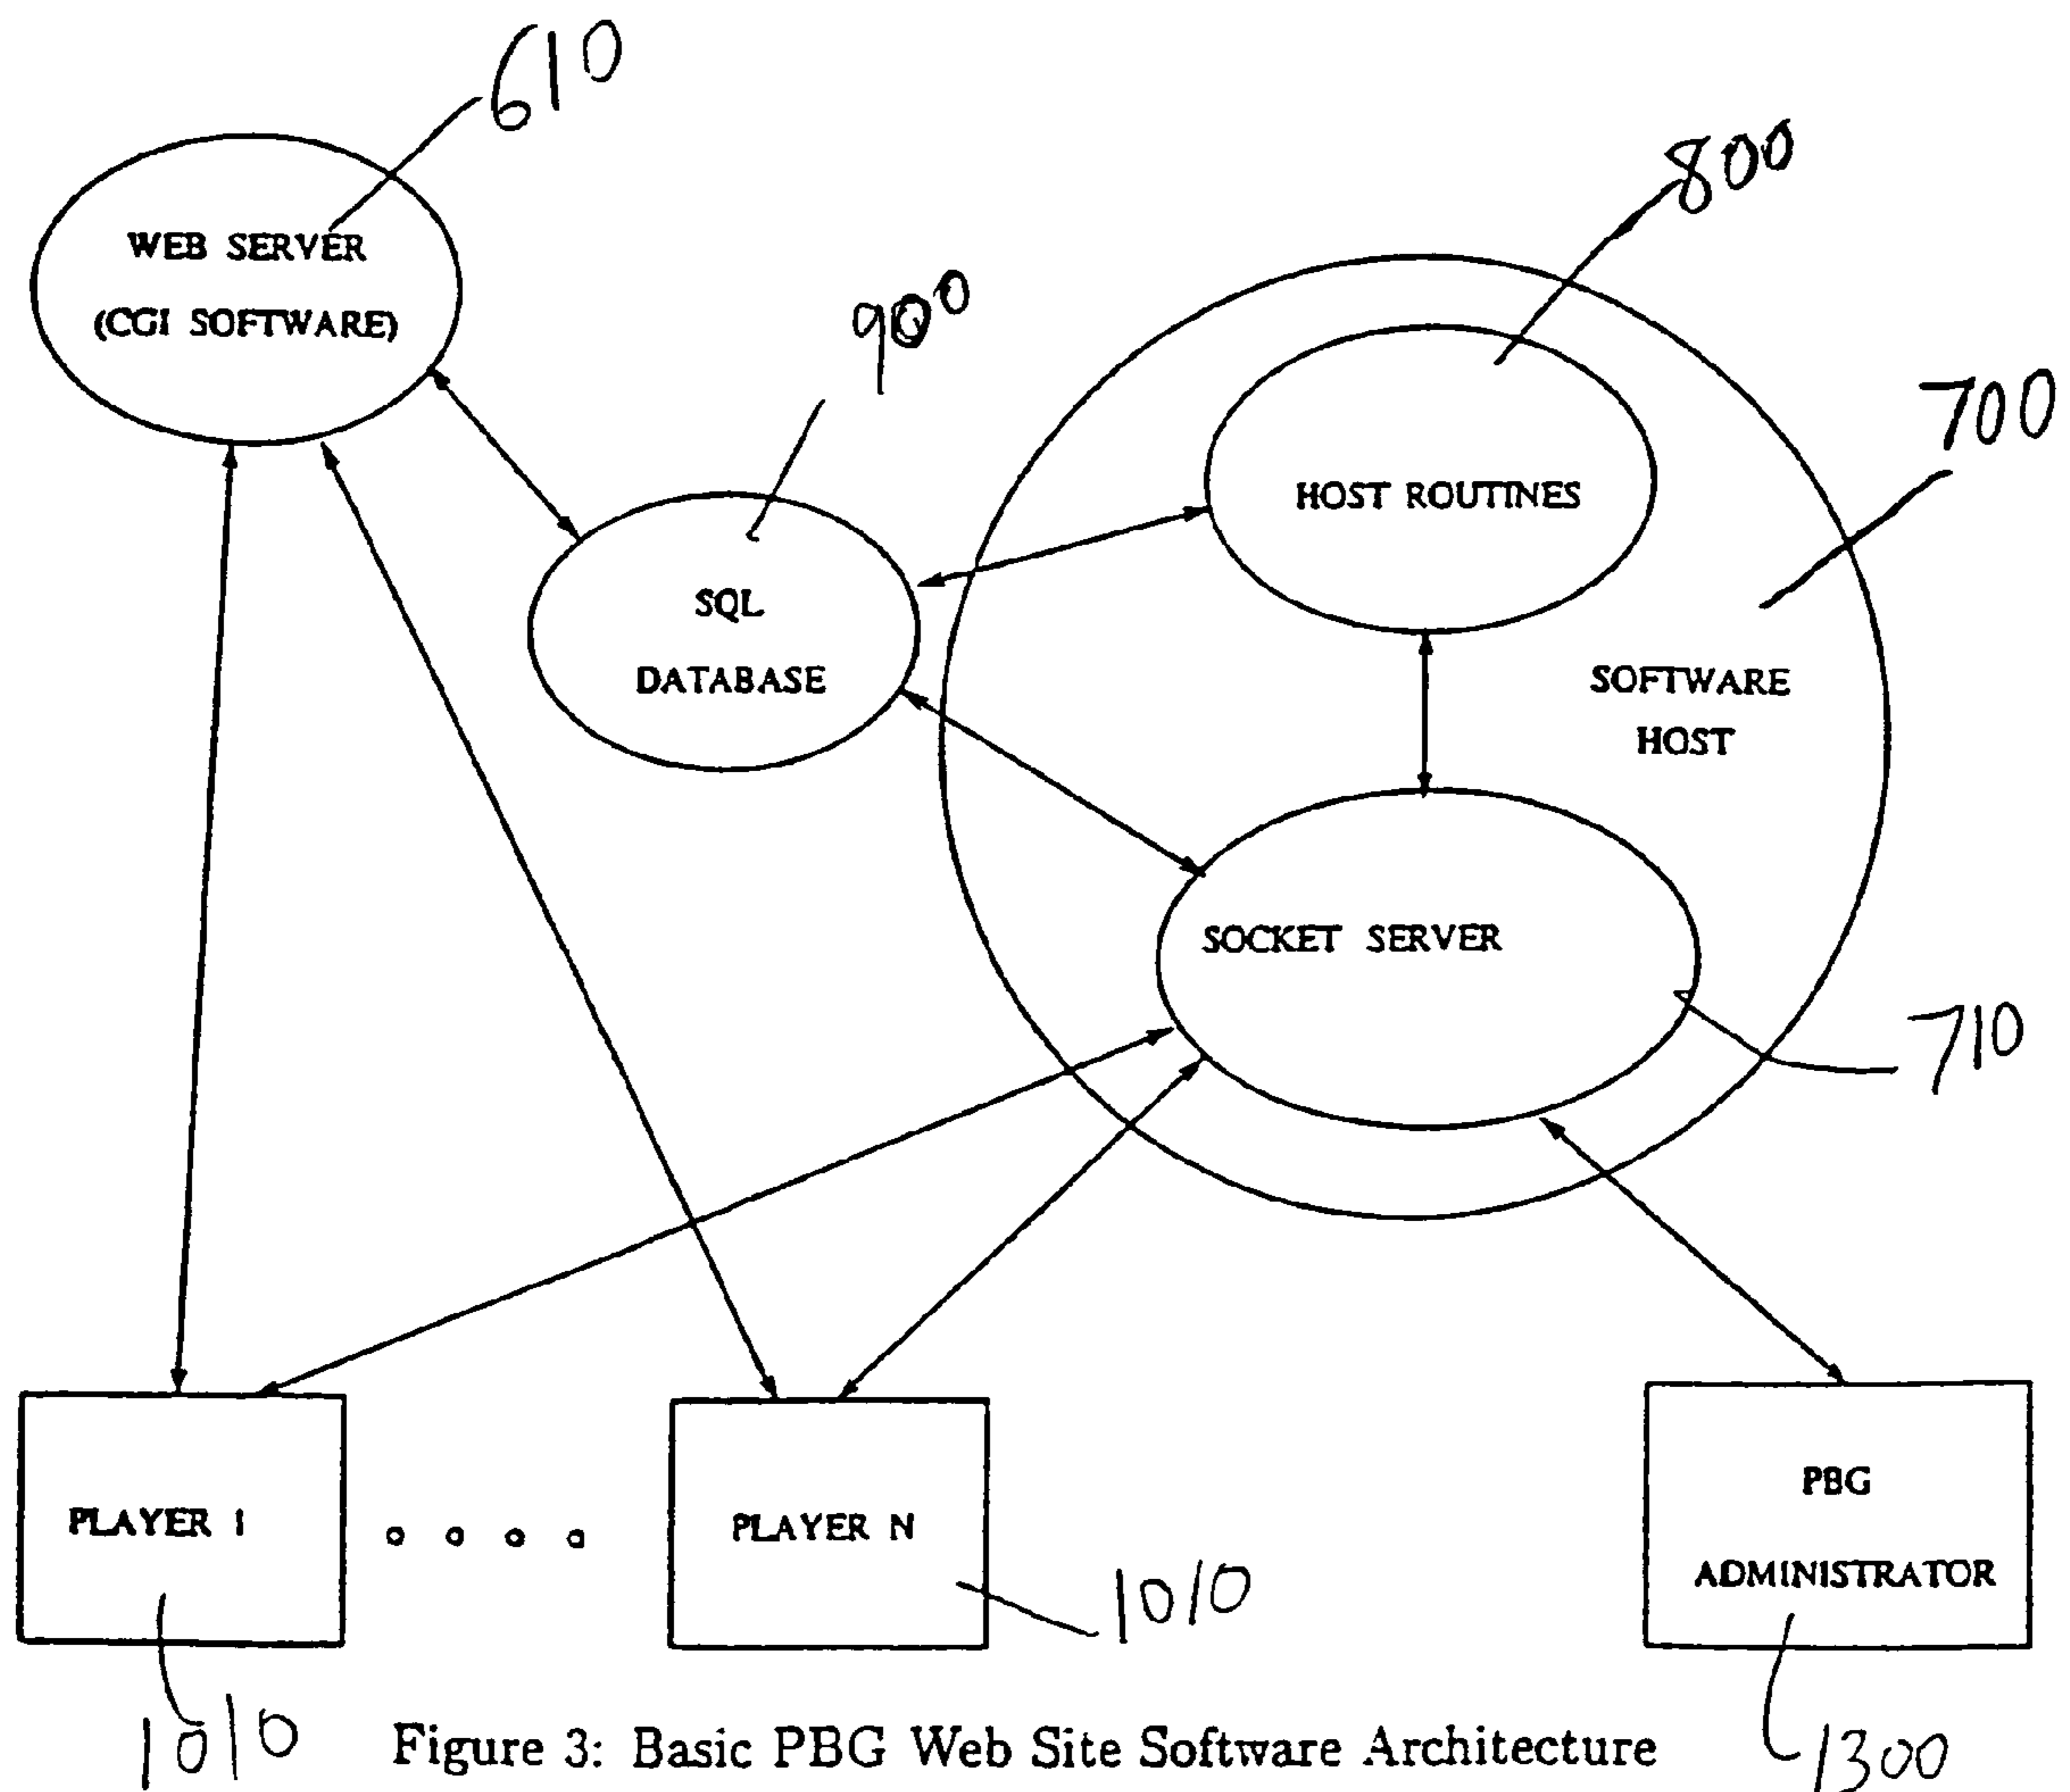 610
WEB SERVER
(CGI SOFTWARE)
800
900
700
HOST ROUTINES
SQL
DATABASE
SOFTWARE
HOST
SOCKET SERVER
710
PLAYER 1
PLAYER N
PBG
ADMINISTRATOR
1010
1010
1300
Figure 3: Basic PBG Web Site Software Architecture